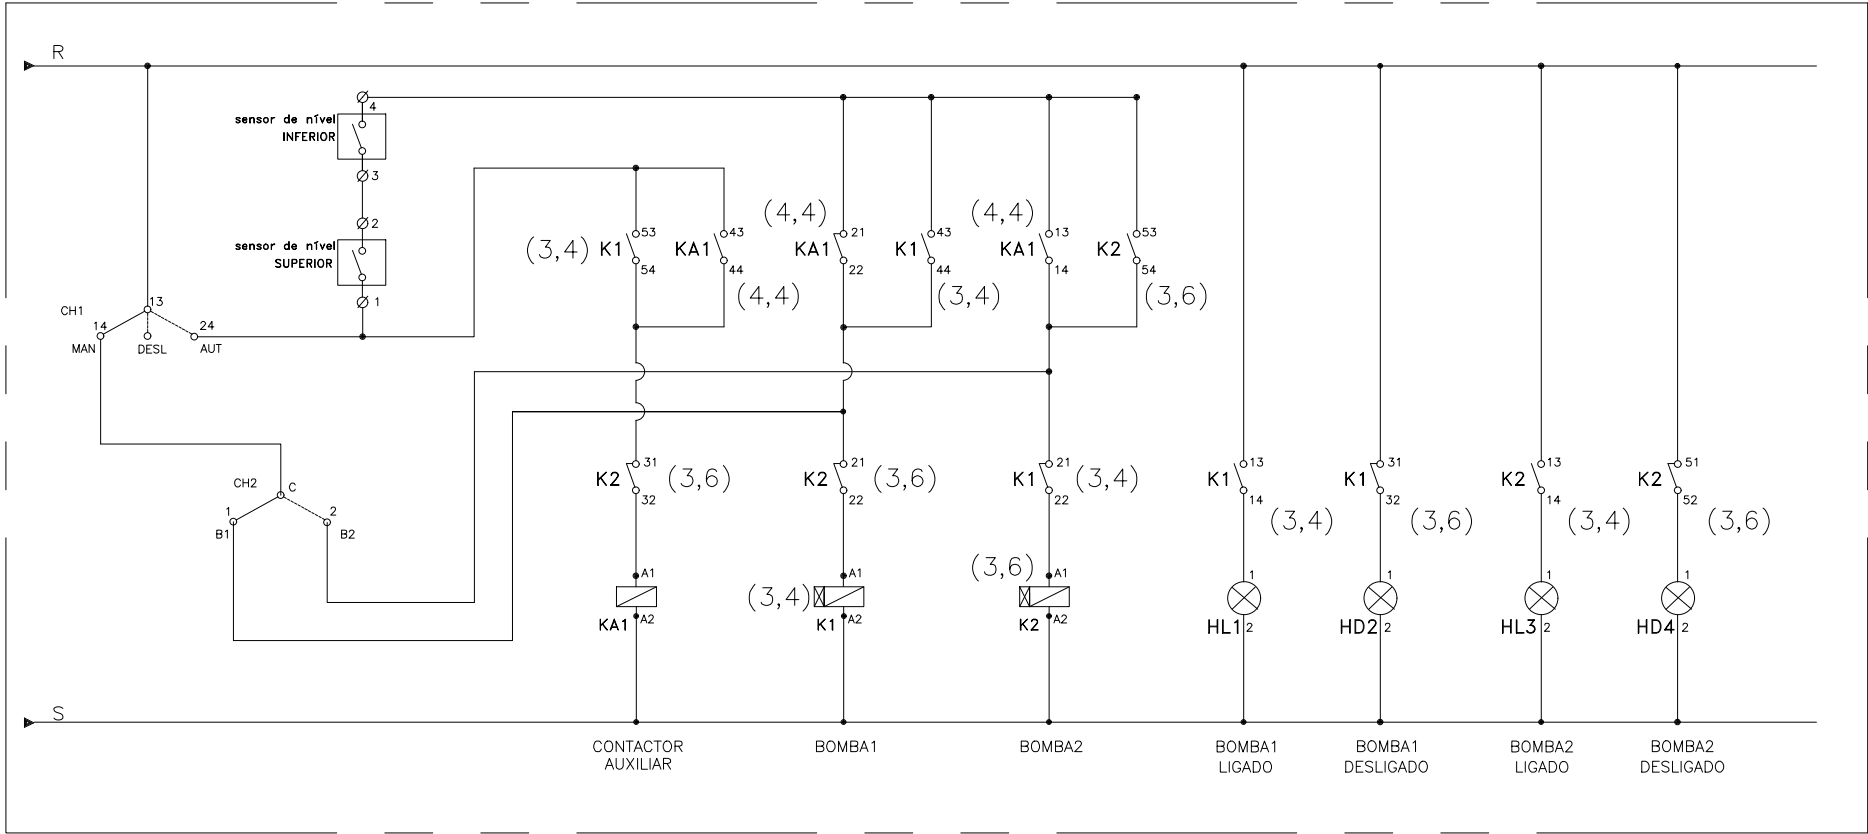 R
4
sensor de nível
INFERIOR
3
2
sensor de nível
SUPERIOR
1
(4,4)
(4,4)
53
43
21
43
13
53
(3,4) K1
KA1
KA1
K1
KA1
K2
54
44
22
44
14
54
(4,4)
(3,4)
(3,6)
13
CH1
14
24
MAN
DESL
AUT
31
21
21
13
31
13
51
K2
(3,6)
K2
(3,6)
K1
(3,4)
K1
K1
K2
K2
32
22
22
14
32
14
52
CH2
C
1
2
B1
B2
(3,4)
(3,6)
(3,4)
(3,6)
A1
A1
(3,6)
A1
1
1
1
1
(3,4)
KA1
A2
K1
A2
K2
A2
HL1
2
HD2
2
HL3
2
HD4
2
S
CONTACTOR
AUXILIAR
BOMBA1
BOMBA2
BOMBA1
LIGADO
BOMBA1
DESLIGADO
BOMBA2
LIGADO
BOMBA2
DESLIGADO